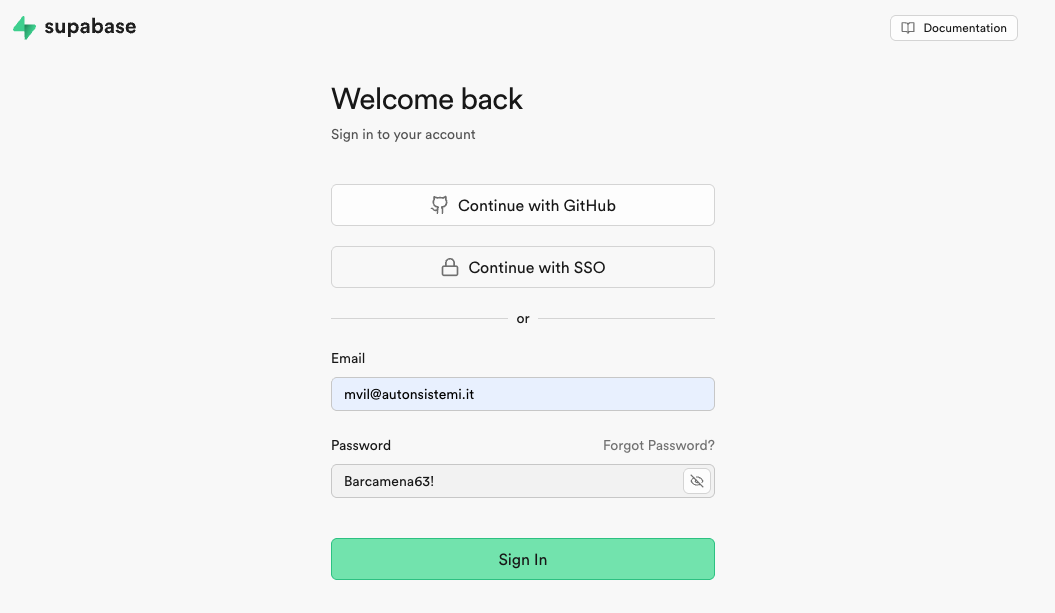 supabase
Documentation
Welcome back
Sign in to your account
Continue with GitHub
Continue with SSO
or
Email
mvil@autonsistemi.it
Password
Forgot Password?
Barcamena63!
Sign In